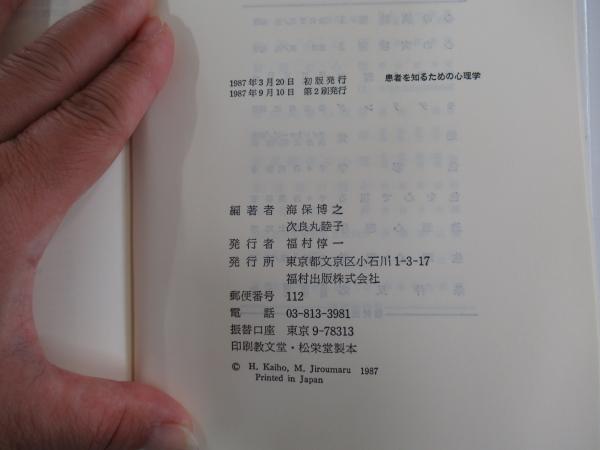 患者を知るための心理学
1987年3月20日 初版発行
1987年9月10日 第2刷発行
編著者 海保博之
次良丸睦子
発行者 福村惇一
発行所 東京都文京区小石川1-3-17
福村出版株式会社
郵便番号 112
電話 03-813-3981
振替口座 東京9-78313
印刷教文堂・松栄堂製本
© H. Kaiho, M. Jiroumaru 1987
Printed in Japan